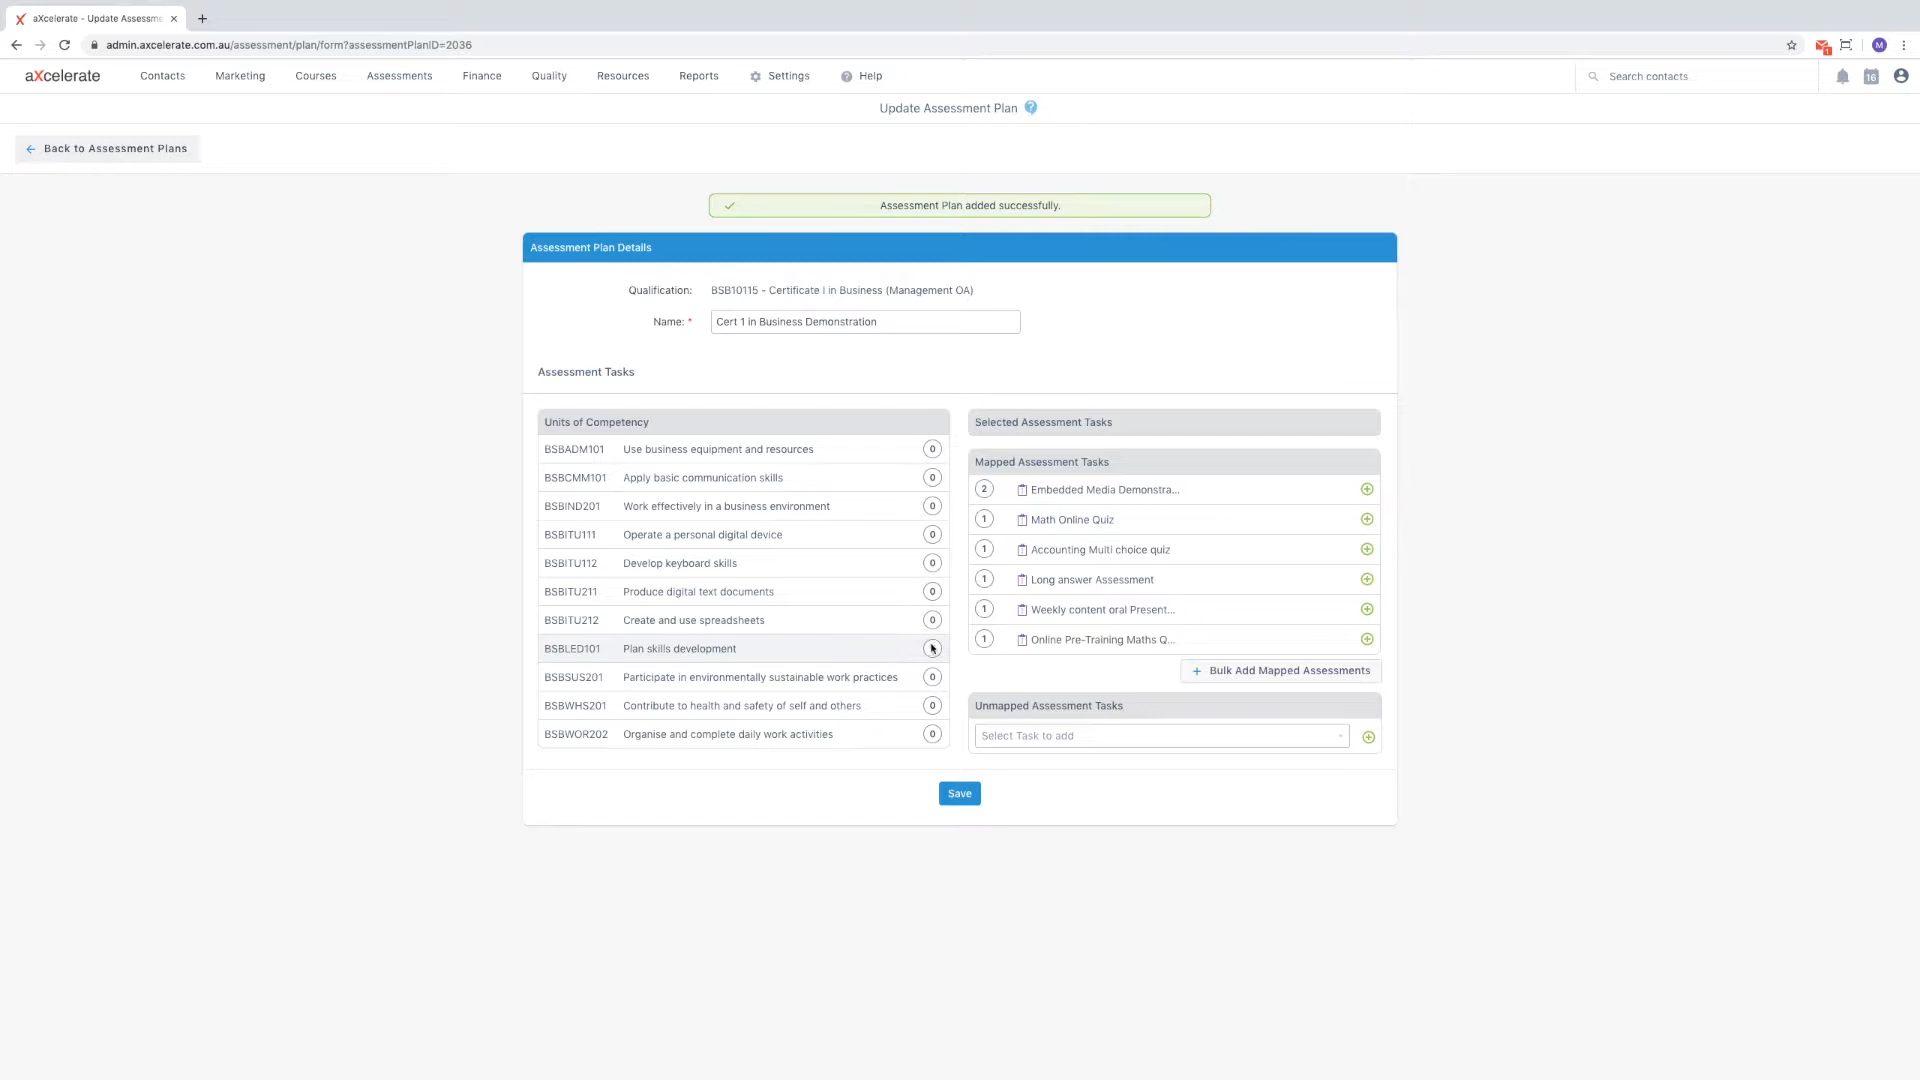 aXcelerate - Update Assessme
admin.axcelerate.com.au/assessment/plan/form?assessmentPlanID=2036
1
M
aXcelerate
Contacts
Marketing
Courses
Assessments
Finance
Quality
Resources
Reports
Settings
Help
Search contacts
16
Update Assessment Plan
Back to Assessment Plans
Assessment Plan added successfully.
Assessment Plan Details
Qualification: BSB10115 - Certificate I in Business (Management OA)
Name: * Cert 1 in Business Demonstration
Assessment Tasks
Units of Competency
BSBADM101 Use business equipment and resources 0
BSBCMM101 Apply basic communication skills 0
BSBIND201 Work effectively in a business environment 0
BSBITU111 Operate a personal digital device 0
BSBITU112 Develop keyboard skills 0
BSBITU211 Produce digital text documents 0
BSBITU212 Create and use spreadsheets 0
BSBLED101 Plan skills development
BSBSUS201 Participate in environmentally sustainable work practices 0
BSBWHS201 Contribute to health and safety of self and others 0
BSBWOR202 Organise and complete daily work activities 0
Selected Assessment Tasks
Mapped Assessment Tasks
2 Embedded Media Demonstra...
1 Math Online Quiz
1 Accounting Multi choice quiz
1 Long answer Assessment
1 Weekly content oral Present...
1 Online Pre-Training Maths Q...
+ Bulk Add Mapped Assessments
Unmapped Assessment Tasks
Select Task to add
Save